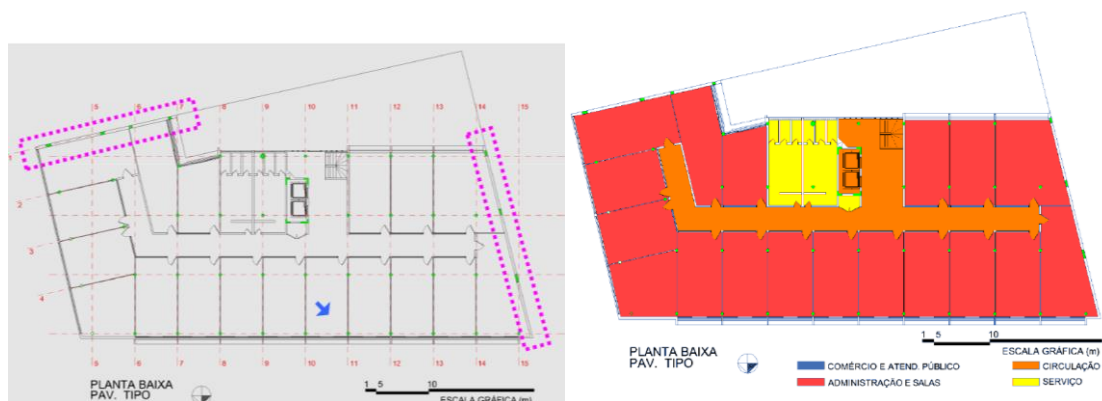 5 6 7 8 9 10 11 12 13 14 15
1
2
3
4
5 6 7 8 9 10 11 12 13 14 15
PLANTA BAIXA
PAV. TIPO
1 5 10
ESCALA GRÁFICA (m)
PLANTA BAIXA
PAV. TIPO
1 5 10
ESCALA GRÁFICA (m)
COMÉRCIO E ATEND. PÚBLICO
CIRCULAÇÃO
ADMINISTRAÇÃO E SALAS
SERVIÇO